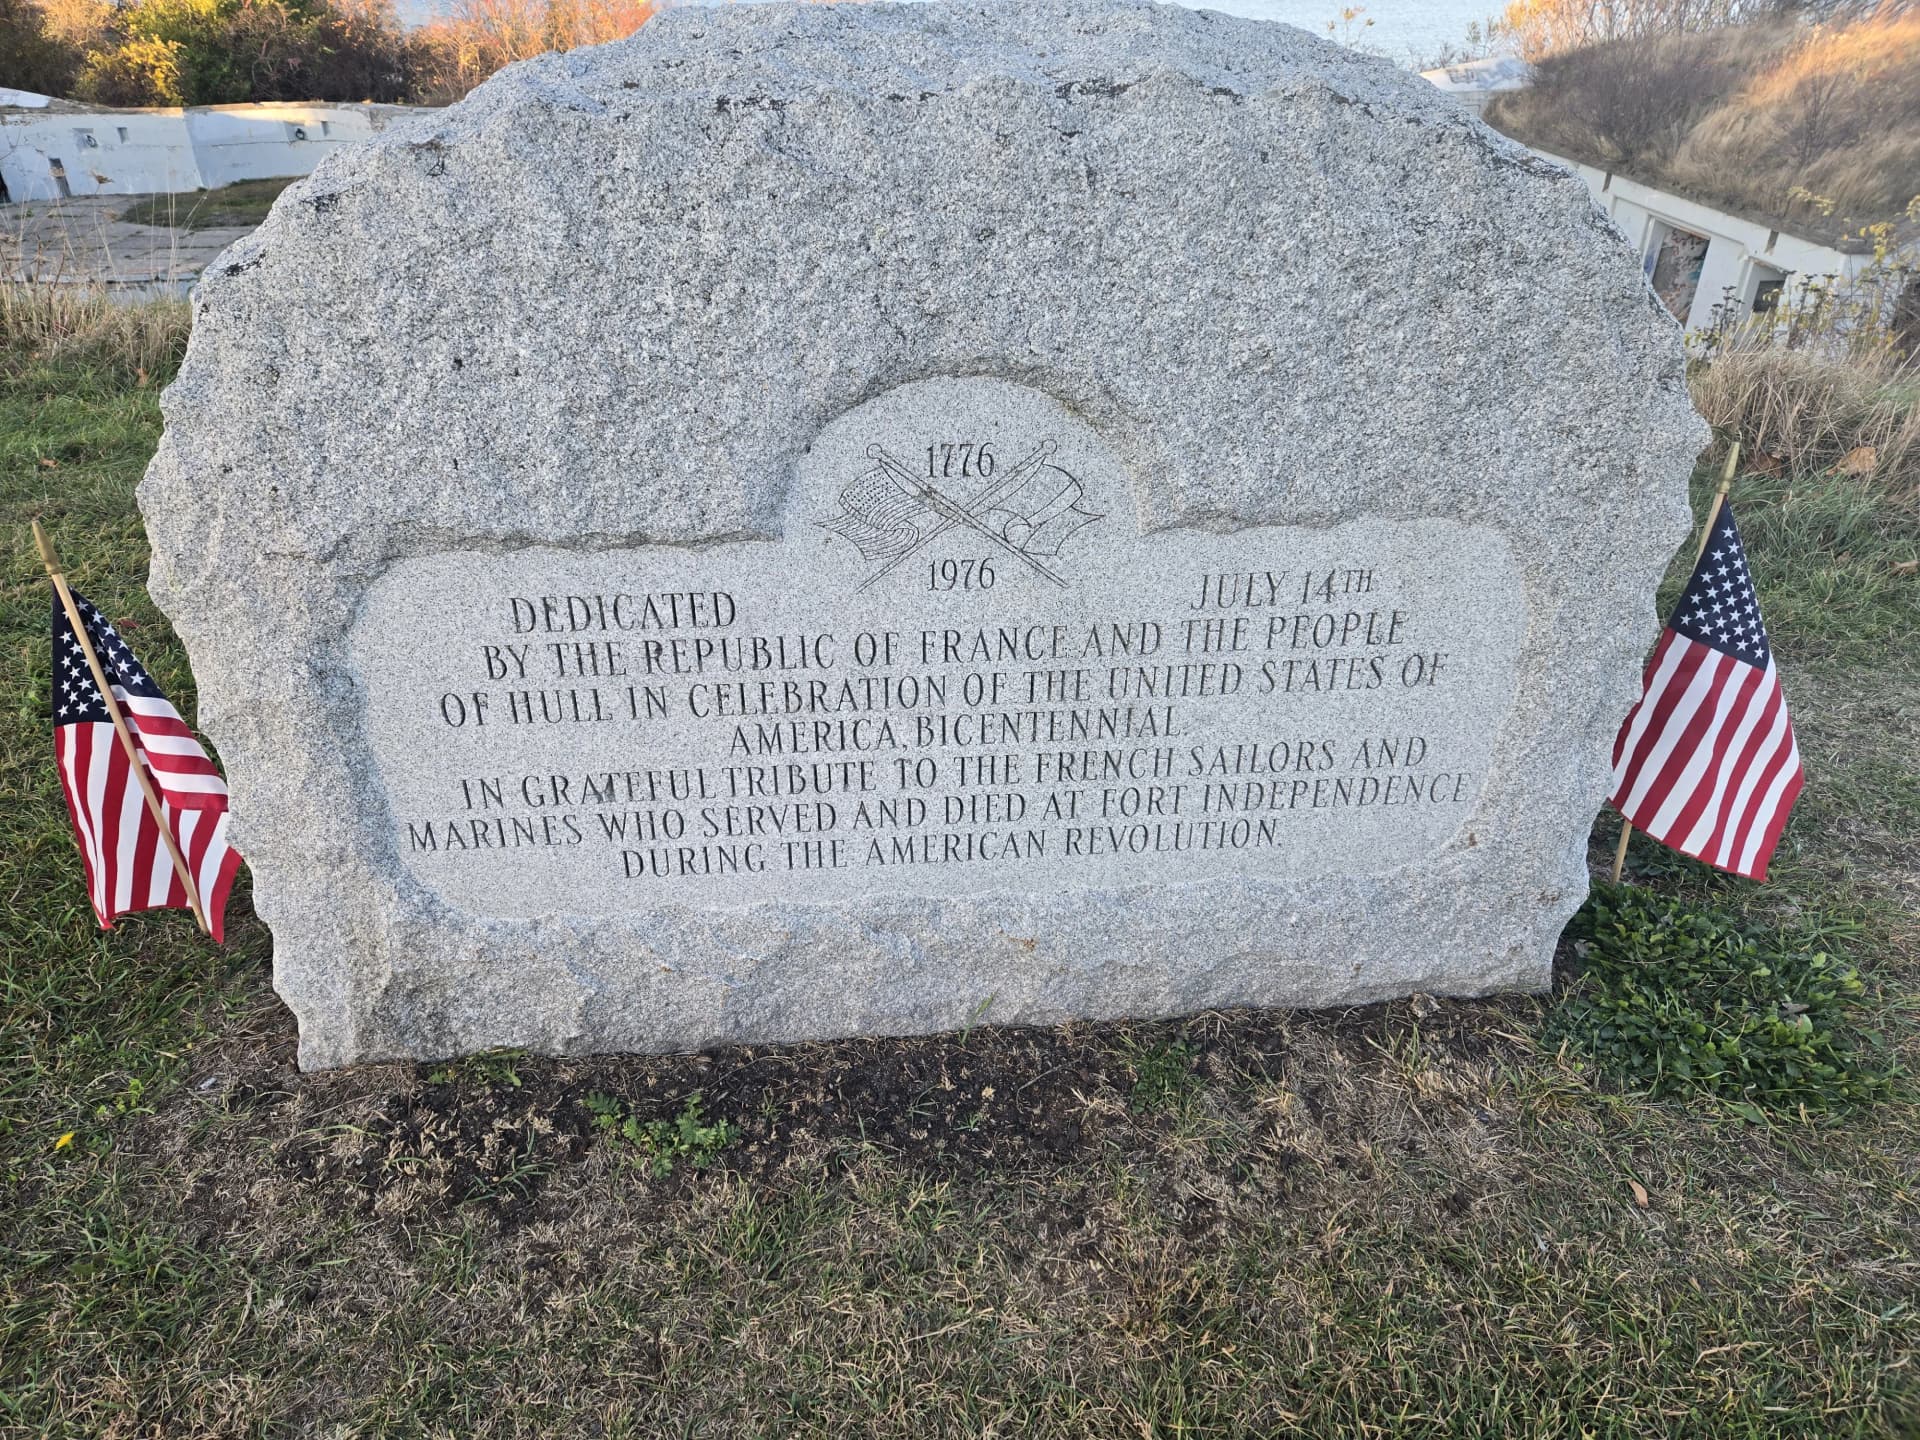 1776
1976
DEDICATED JULY 14TH
BY THE REPUBLIC OF FRANCE AND THE PEOPLE
OF HULL IN CELEBRATION OF THE UNITED STATES OF
AMERICA, BICENTENNIAL.
IN GRATEFUL TRIBUTE TO THE FRENCH SAILORS AND
MARINES WHO SERVED AND DIED AT FORT INDEPENDENCE
DURING THE AMERICAN REVOLUTION.